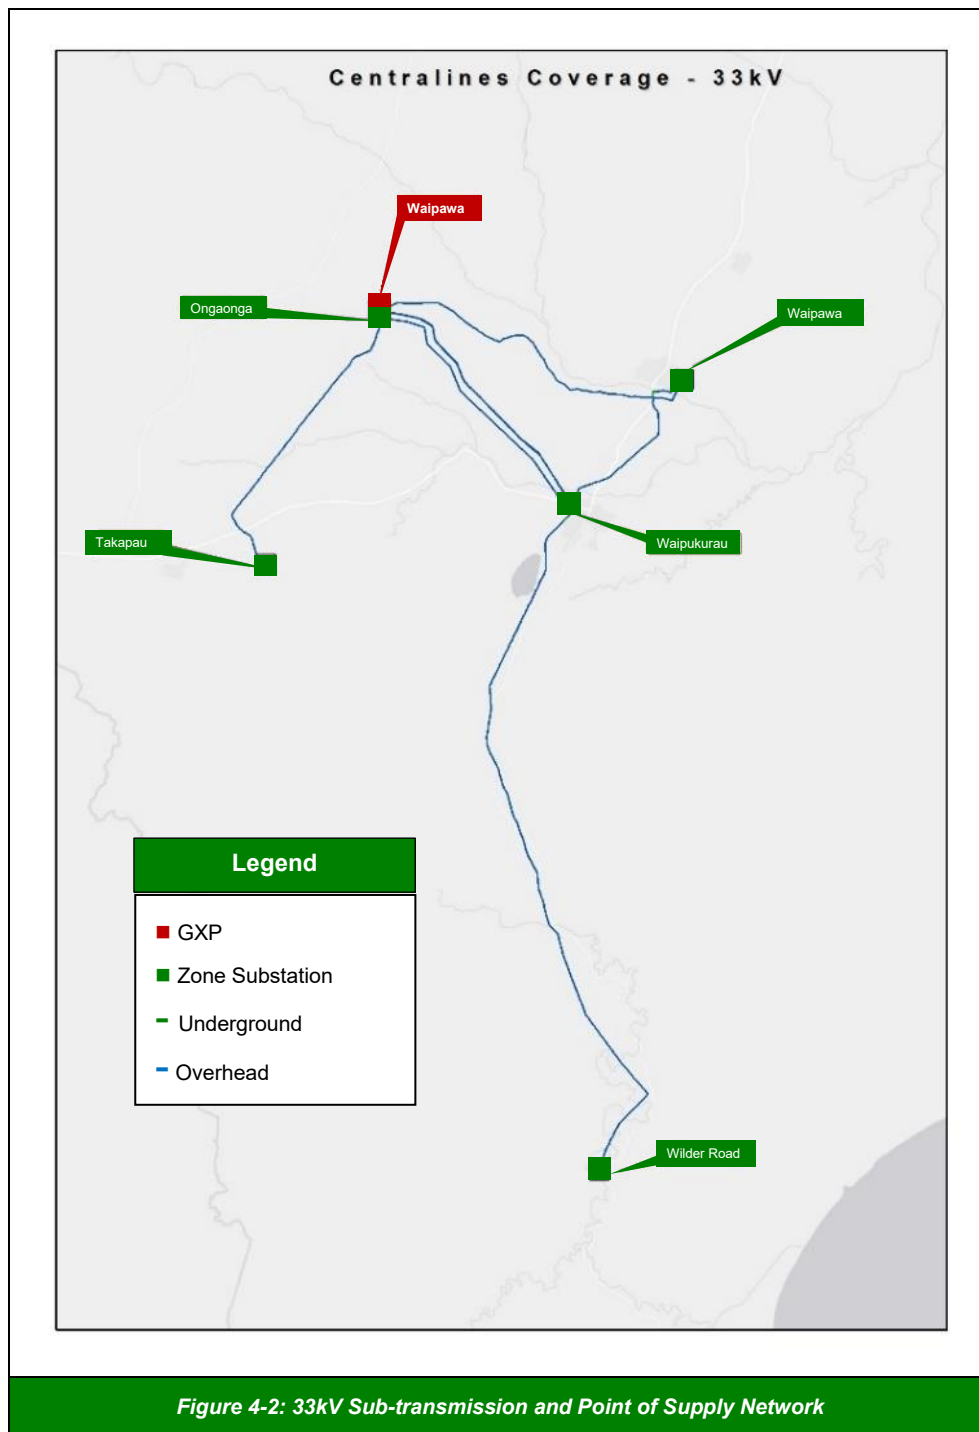 Centralines Coverage - 33kV
Waipawa
Ongaonga
Waipawa
Takapau
Waipukurau
Legend
GXP
Zone Substation
Underground
Overhead
Wilder Road
Figure 4-2: 33kV Sub-transmission and Point of Supply Network